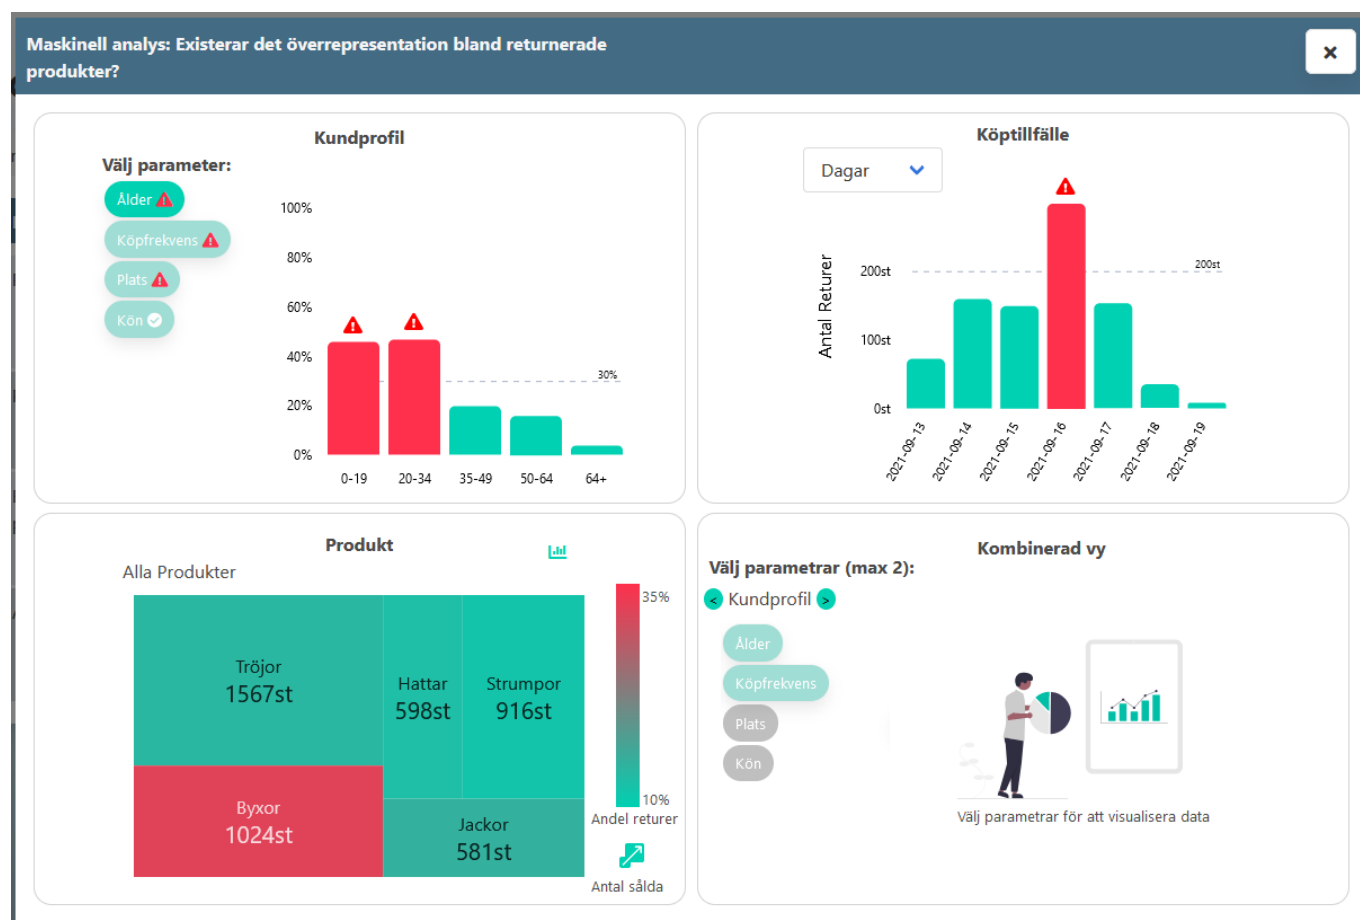 Maskinell analys: Existerar det överrepresentation bland returnerade
produkter?
Kundprofil
Välj parameter:
Ålder
Köpfrekvens
Plats
Kön
100%
80%
60%
40%
20%
0%
30%
0-19
20-34
35-49
50-64
64+
Köptillfälle
Dagar
Antal Returer
200st
100st
0st
200st
2021-09-13
2021-09-14
2021-09-15
2021-09-16
2021-09-17
2021-09-18
2021-09-19
Produkt
Alla Produkter
Tröjor
1567st
Hattar
598st
Strumpor
916st
Byxor
1024st
Jackor
581st
35%
10%
Andel returer
Antal sålda
Kombinerad vy
Välj parametrar (max 2):
< Kundprofil >
Ålder
Köpfrekvens
Plats
Kön
Välj parametrar för att visualisera data